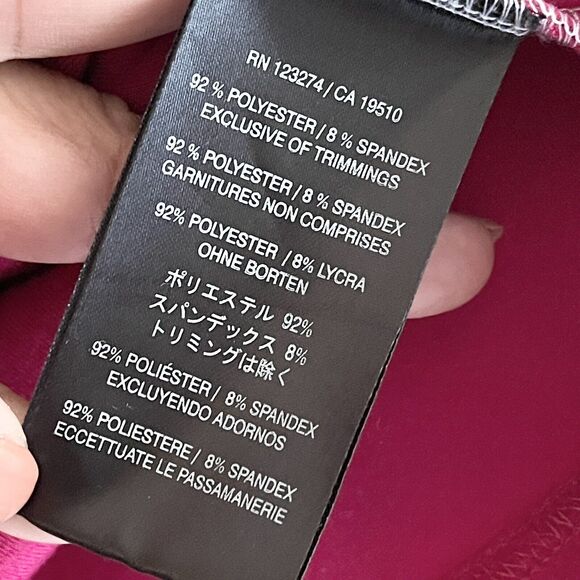 RN 123274 / CA 19510
92 % POLYESTER / 8 % SPANDEX
EXCLUSIVE OF TRIMMINGS
92 % POLYESTER / 8 % SPANDEX
GARNITURES NON COMPRISES
92% POLYESTER / 8% LYCRA
OHNE BORTEN
ポリエステル 92%
スパンデックス 8%
トリミングは除く
92% POLIÉSTER / 8% SPANDEX
EXCLUYENDO ADORNOS
92% POLIESTERE / 8% SPANDEX
ECCETTUATE LE PASSAMANERIE